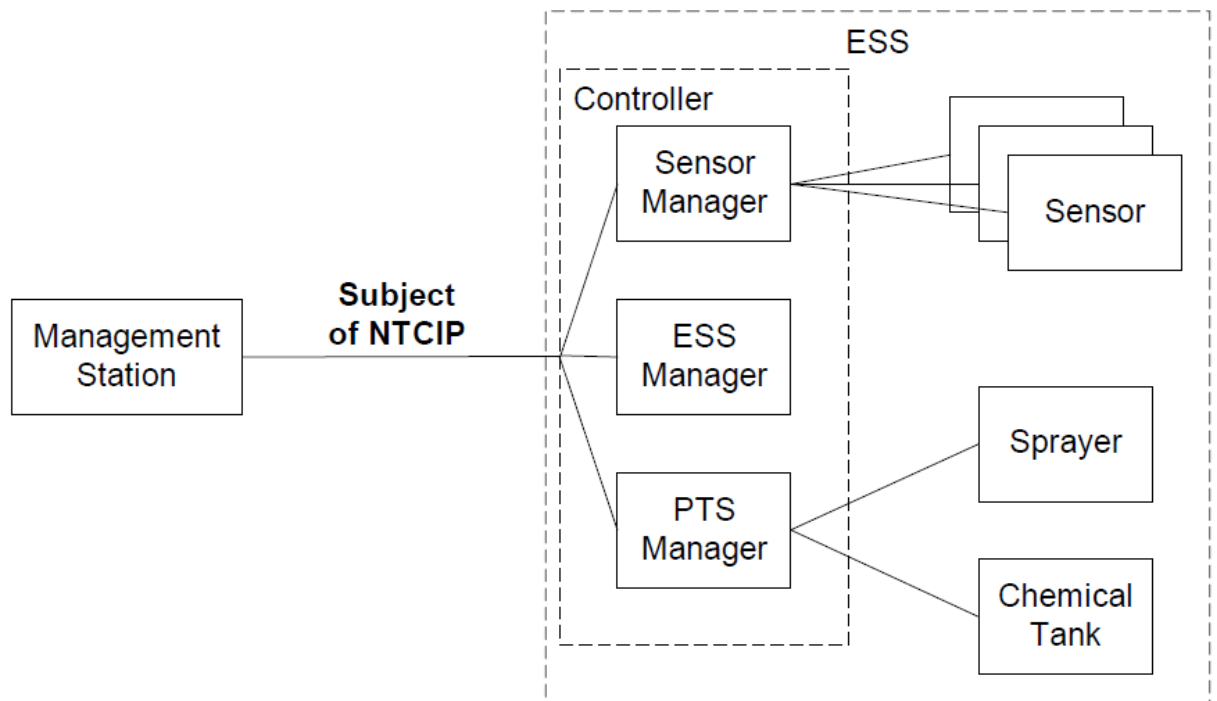 ESS
Controller
Sensor
Manager
Sensor
Subject
of NTCIP
Management
Station
ESS
Manager
Sprayer
PTS
Manager
Chemical
Tank